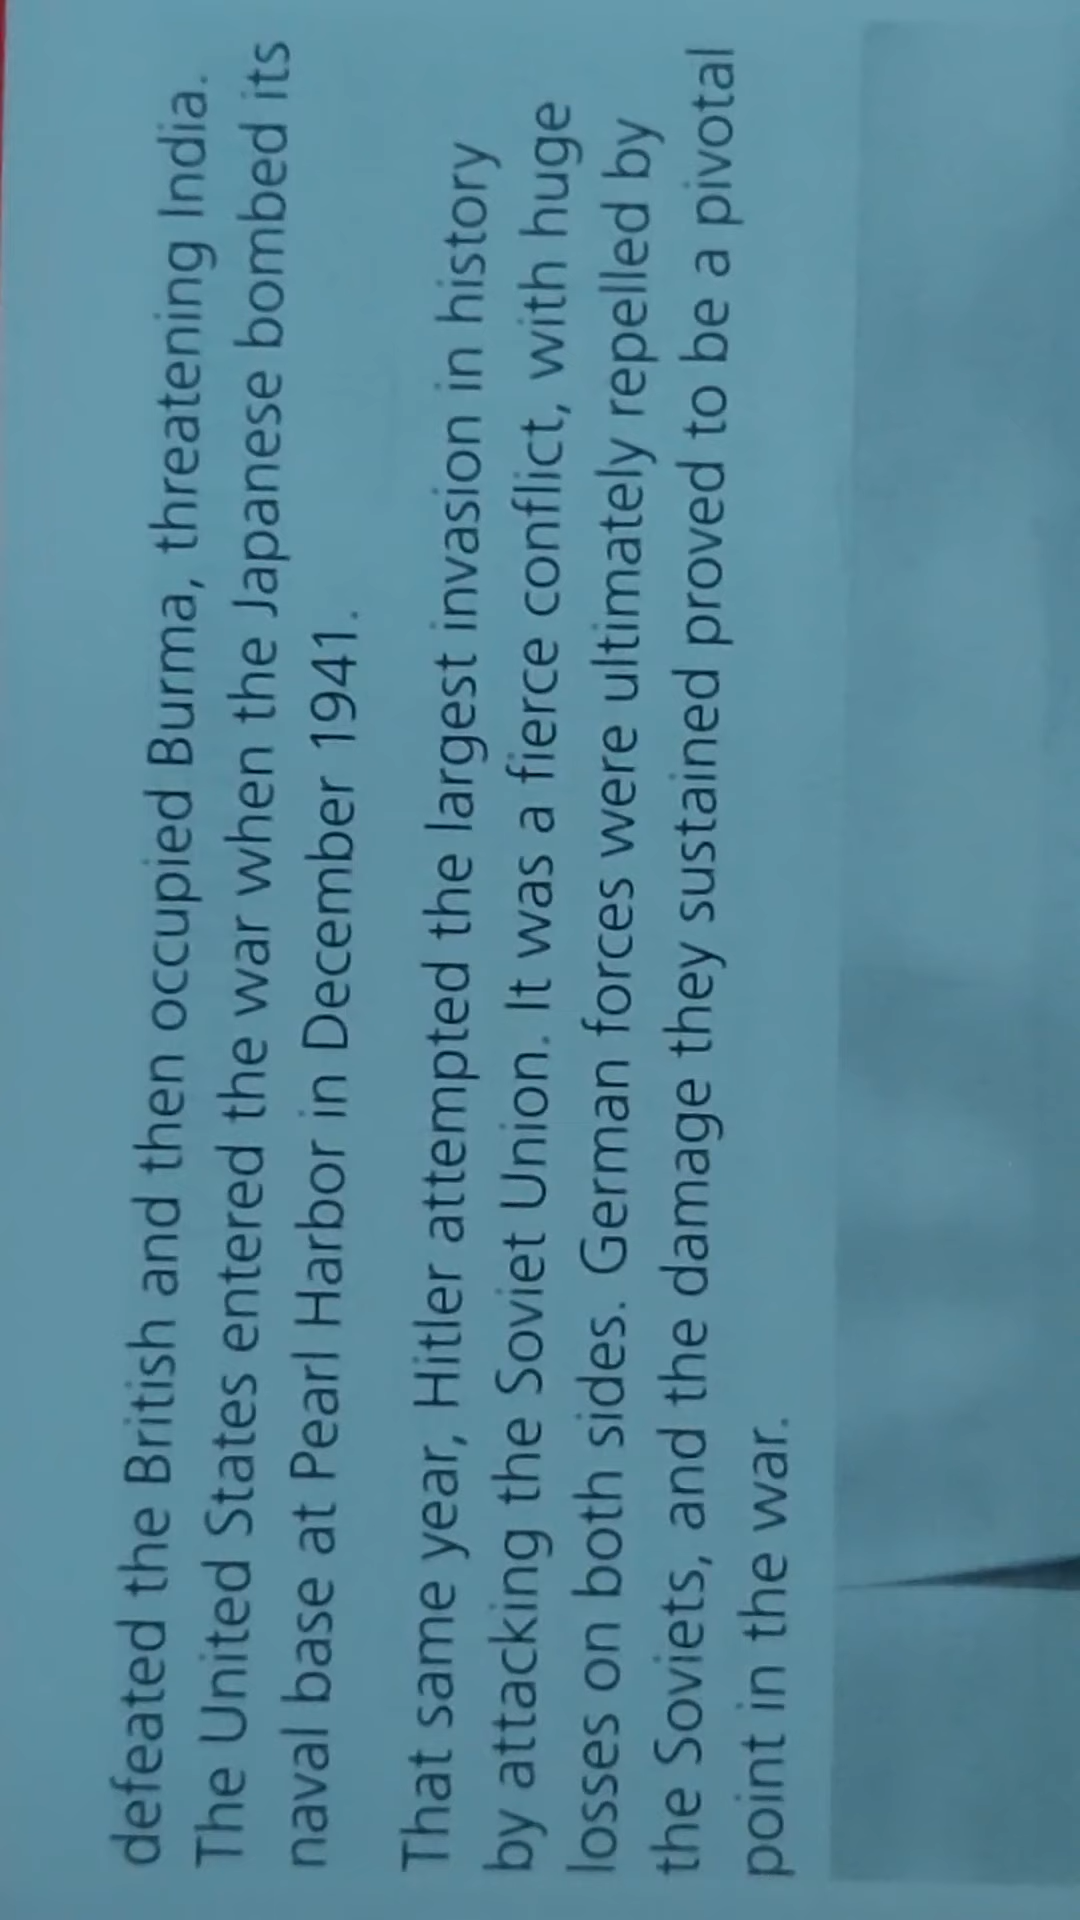 defeated the British and then occupied Burma, threatening India.
The United States entered the war when the Japanese bombed its
naval base at Pearl Harbor in December 1941.
That same year, Hitler attempted the largest invasion in history
by attacking the Soviet Union. It was a fierce conflict, with huge
losses on both sides. German forces were ultimately repelled by
the Soviets, and the damage they sustained proved to be a pivotal
point in the war.